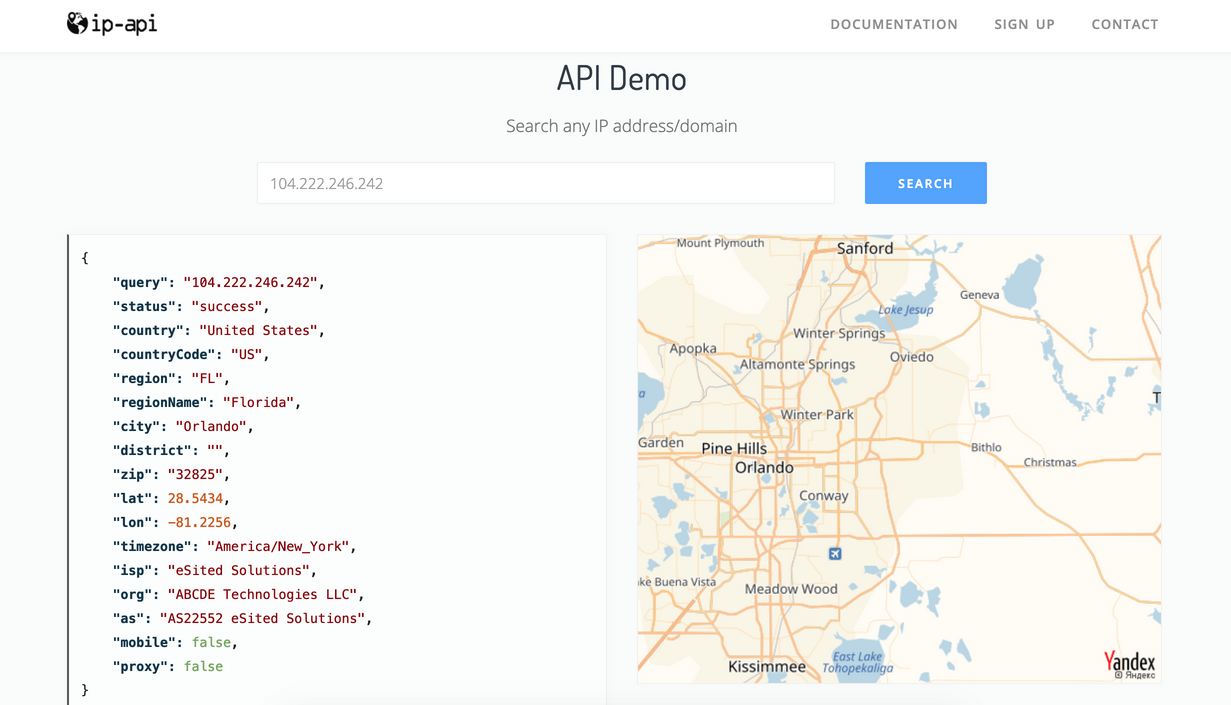 ip-api
DOCUMENTATION
SIGN UP
CONTACT
API Demo
Search any IP address/domain
104.222.246.242
SEARCH
{
"query": "104.222.246.242",
"status": "success",
"country": "United States",
"countryCode": "US",
"region": "FL",
"regionName": "Florida",
"city": "Orlando",
"district": "",
"zip": "32825",
"lat": 28.5434,
"lon": -81.2256,
"timezone": "America/New_York",
"isp": "eSited Solutions",
"org": "ABCDE Technologies LLC",
"as": "AS22552 eSited Solutions",
"mobile": false,
"proxy": false
}
Mount Plymouth
Sanford
Geneva
Lake Jesup
Winter Springs
Apopka
Oviedo
Altamonte Springs
a
T
Winter Park
Garden
Pine Hills
Bithlo
Orlando
Christmas
Conway
ke Buena Vista
Meadow Wood
East Lake
Tohopekaliga
Kissimmee
Yandex
© Яндекс